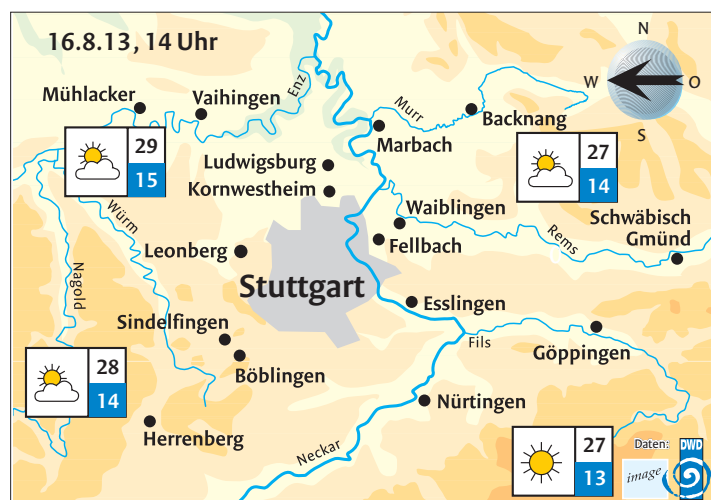 16.8.13, 14 Uhr
N
W
O
S
Mühlacker
Vaihingen
Enz
Murr
Backnang
Marbach
29
15
27
14
Ludwigsburg
Kornwestheim
Würm
Waiblingen
Rems
Schwäbisch
Gmünd
Leonberg
Fellbach
Nagold
Stuttgart
Esslingen
Sindelfingen
Fils
Göppingen
28
14
Böblingen
Nürtingen
Herrenberg
Neckar
27
13
Daten:
DWD
image